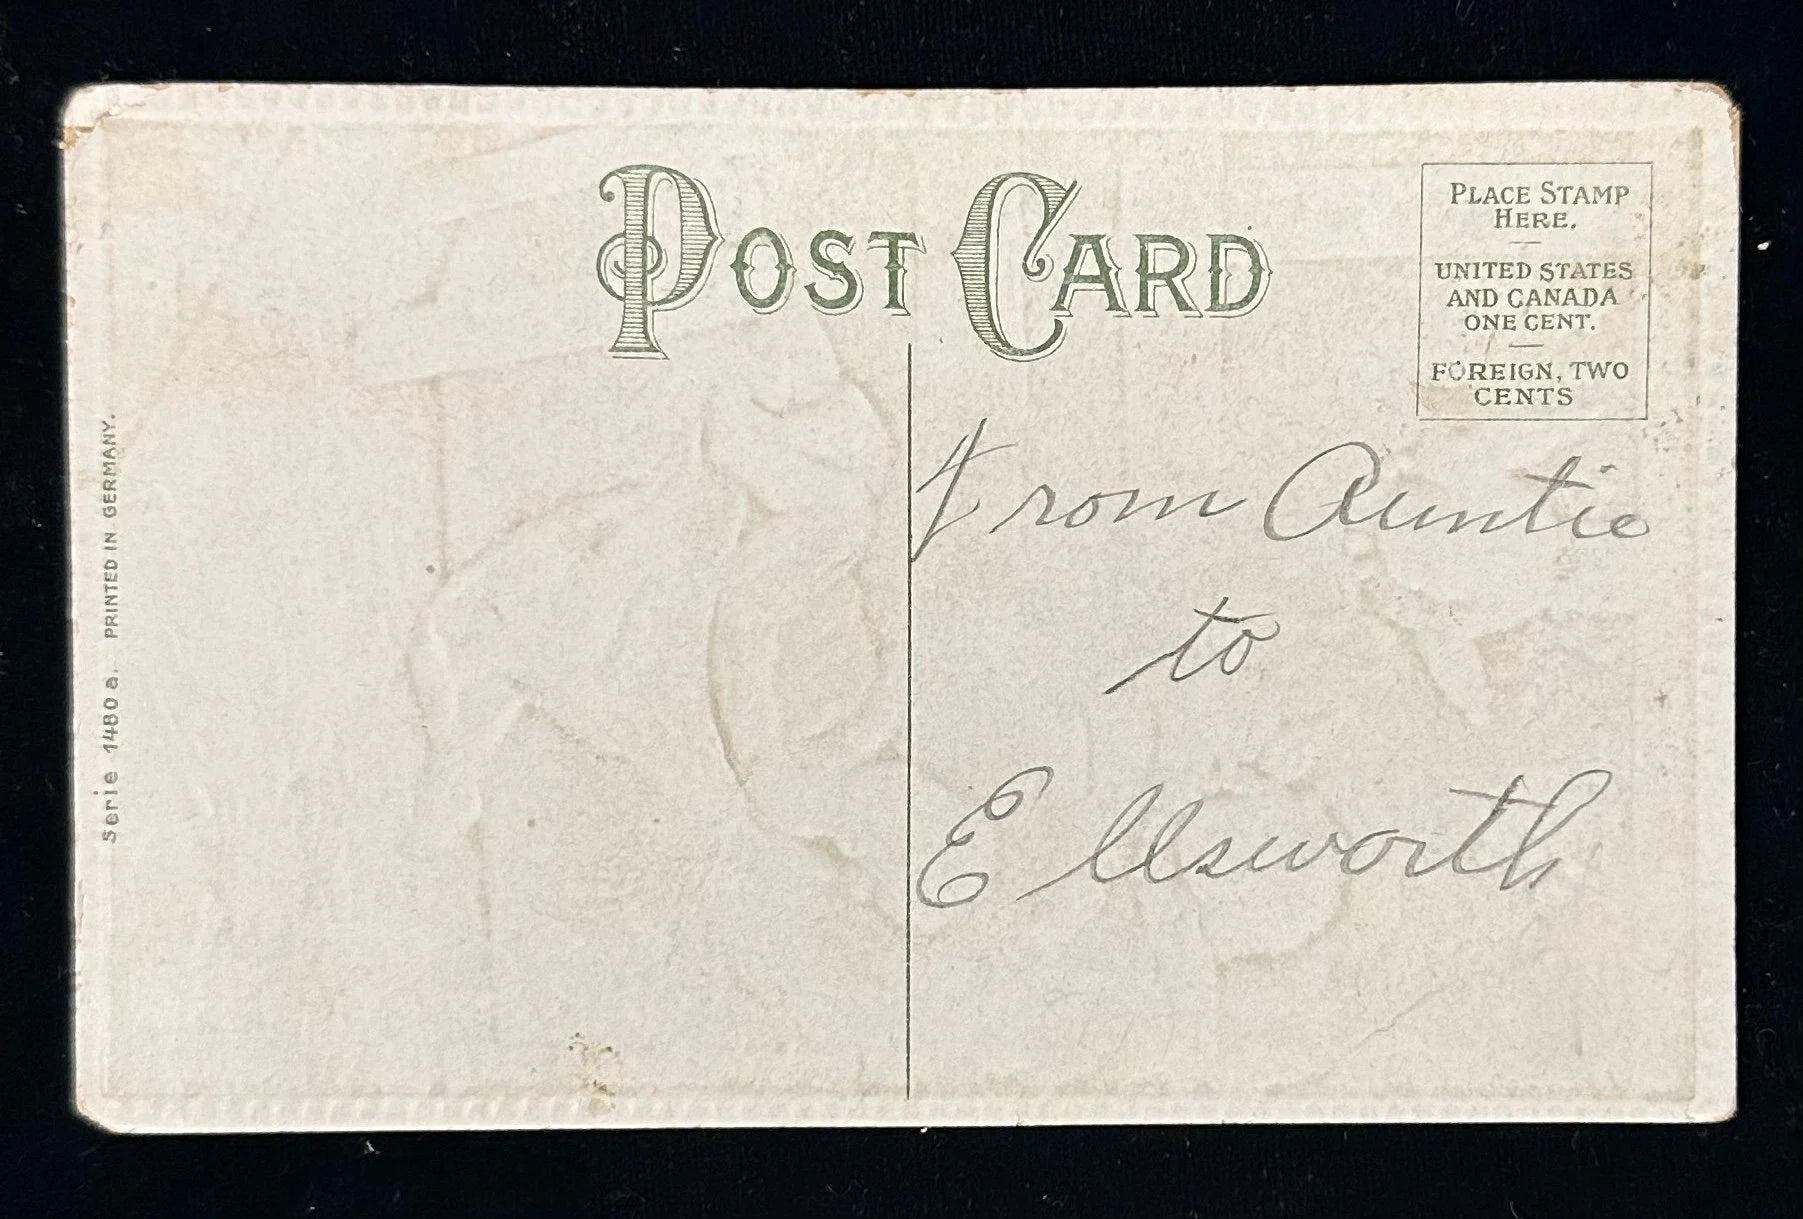 POST CARD
PLACE STAMP
HERE.
UNITED STATES
AND CANADA
ONE CENT.
FOREIGN, TWO
CENTS
From Auntie
to
Ellsworth
Serie 1480 a. PRINTED IN GERMANY.